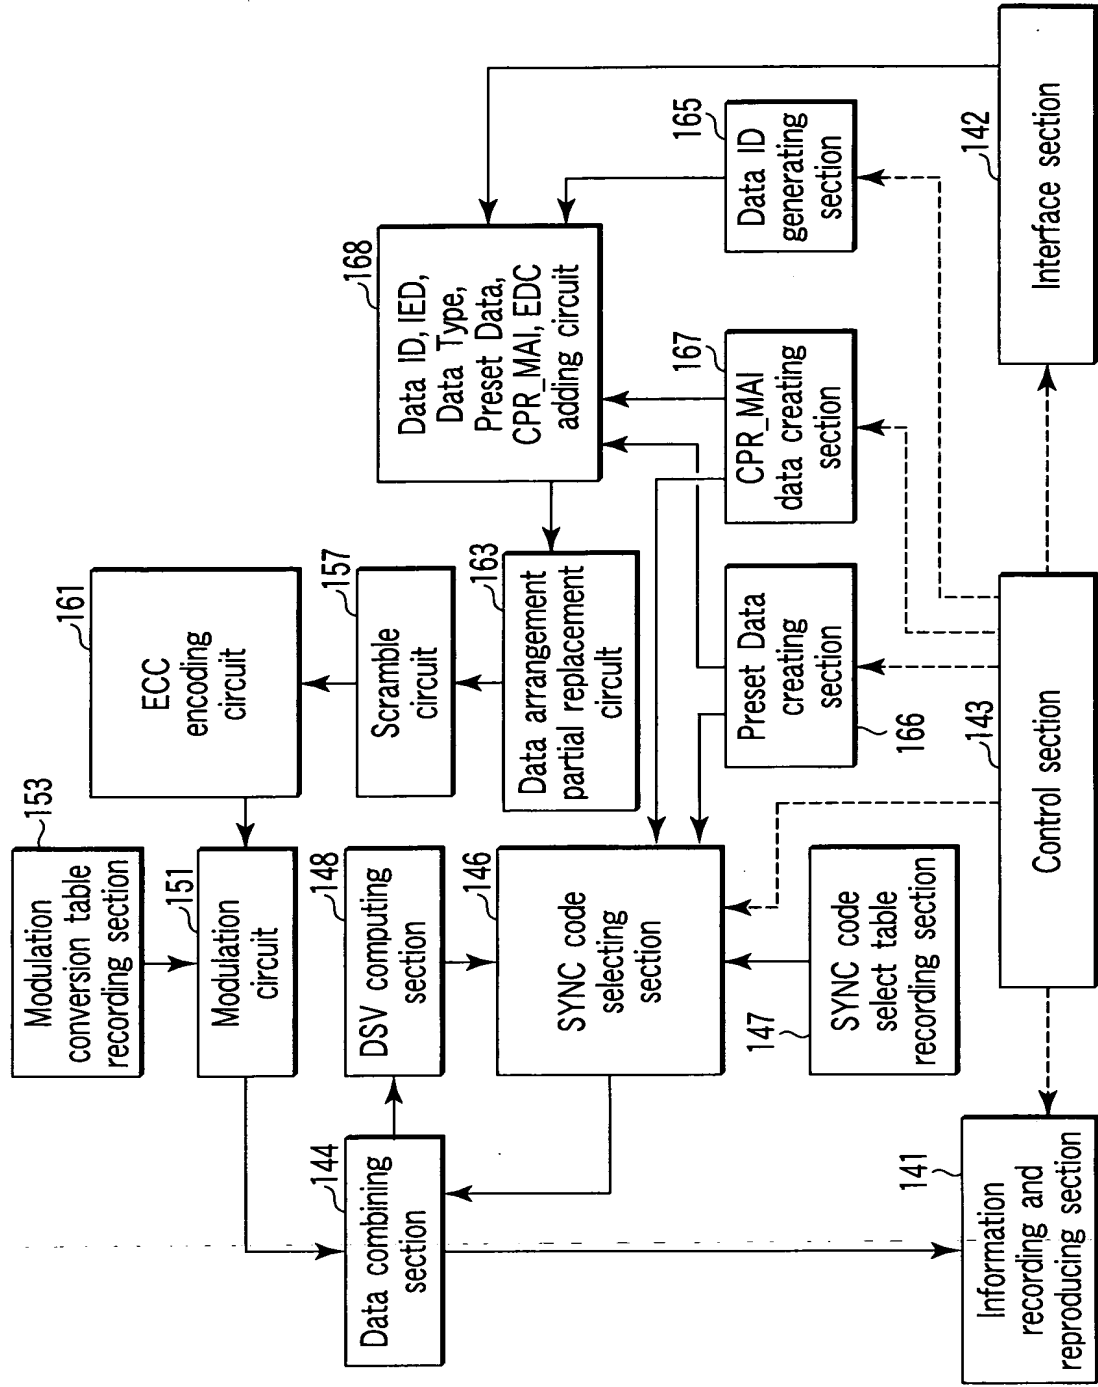 153
Modulation
conversion table
recording section
161
ECC
encoding
circuit
151
Modulation
circuit
144
Data combining
section
148
DSV computing
section
157
Scramble
circuit
168
Data ID, IED,
Data Type,
Preset Data,
CPR_MAI, EDC
adding circuit
146
SYNC code
selecting
section
163
Data arrangement
partial replacement
circuit
147
SYNC code
select table
recording section
Preset Data
creating
section
166
167
CPR_MAI
data creating
section
165
Data ID
generating
section
141
Information
recording and
reproducing section
143
Control section
142
Interface section